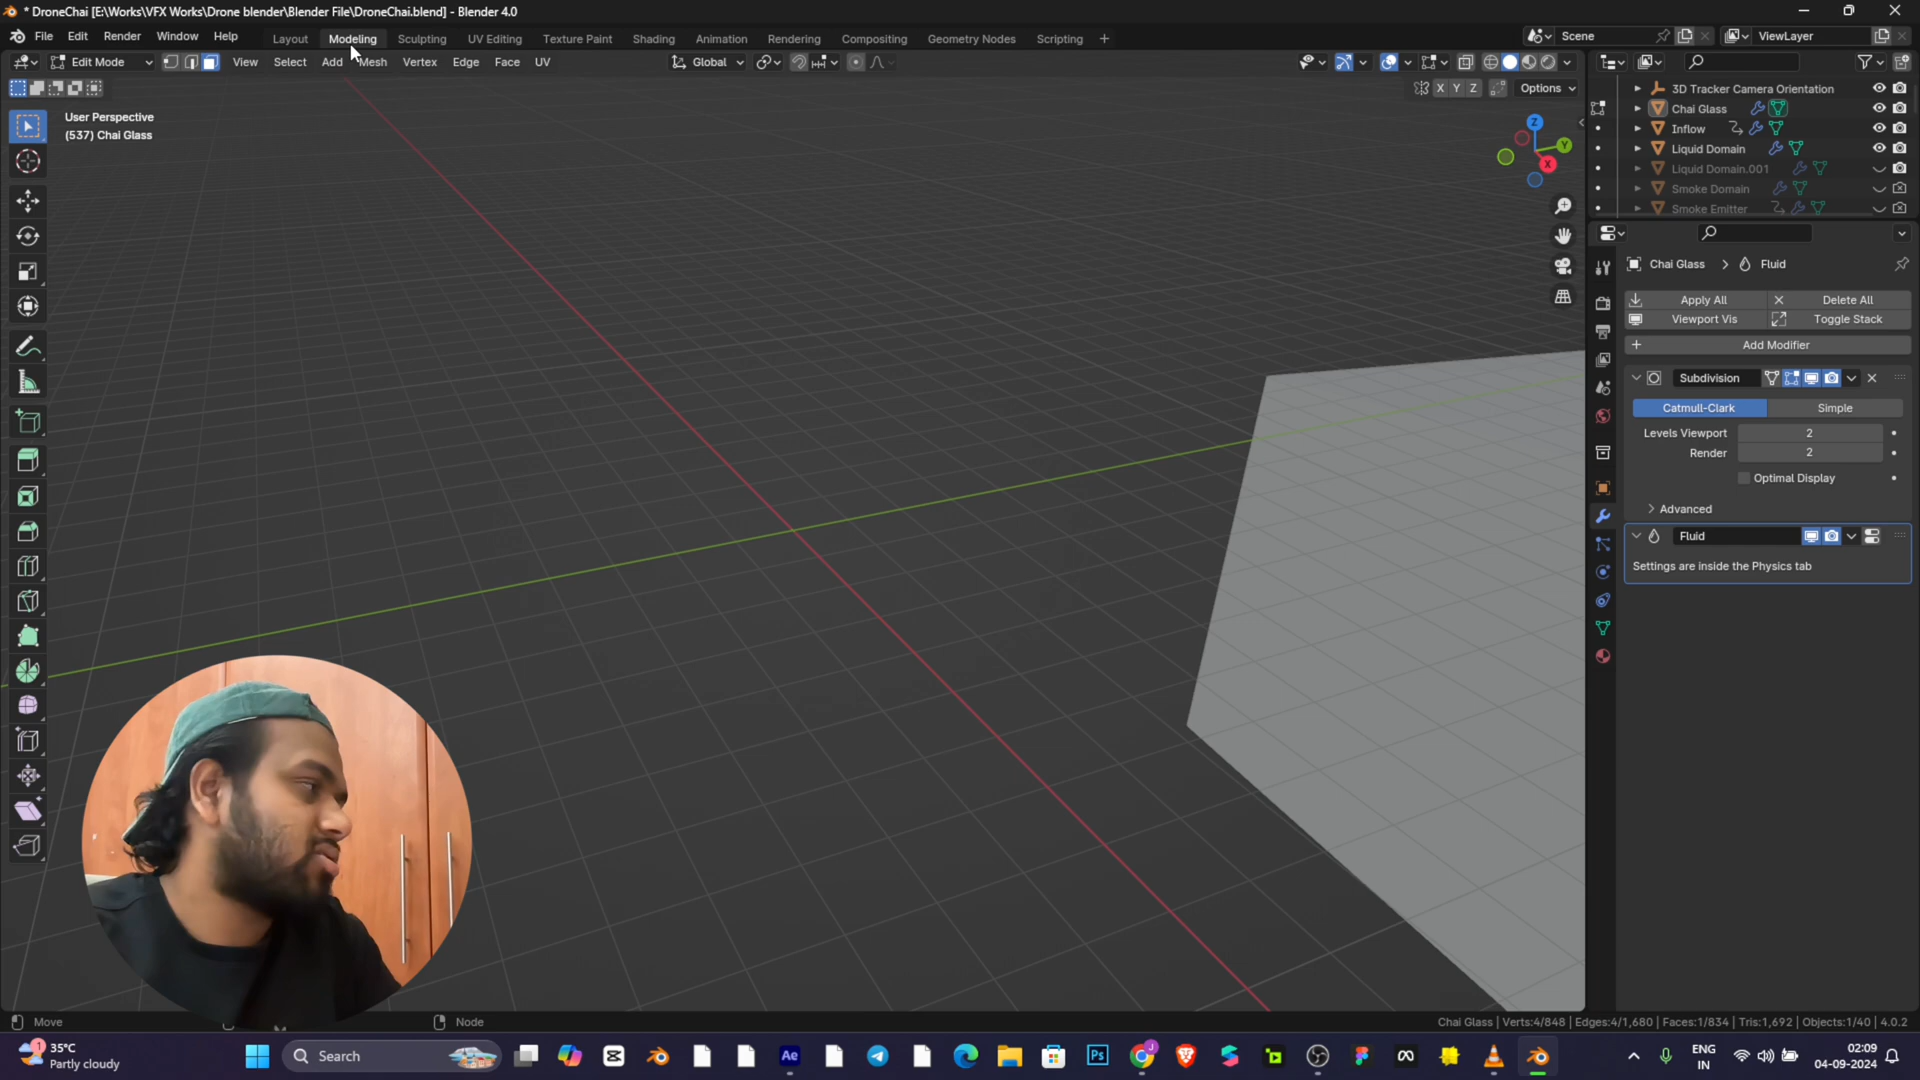 * DroneChai [E:\Works\VFX Works\Drone blender\Blender File\DroneChai.blend] - Blender 4.0
File Edit Render Window Help
Layout Modeling Sculpting UV Editing Texture Paint Shading Animation Rendering Compositing Geometry Nodes Scripting +
Scene
ViewLayer
Edit Mode
View Select Add Mesh Vertex Edge Face UV
Global
X Y Z
Options
User Perspective
(537) Chai Glass
Z
Y
X
3D Tracker Camera Orientation
Chai Glass
Inflow
Liquid Domain
Liquid Domain.001
Smoke Domain
Smoke Emitter
Chai Glass > Fluid
Apply All
Delete All
Viewport Vis
Toggle Stack
Add Modifier
Subdivision
Catmull-Clark
Simple
Levels Viewport 2
Render 2
Optimal Display
Advanced
Fluid
Settings are inside the Physics tab
Move
Node
Chai Glass | Verts:4/848 | Edges:4/1,680 | Faces:1/834 | Tris:1,692 | Objects:1/40 | 4.0.2
1
35°C
Partly cloudy
Search
Ae
Ps
J
ENG
IN
02:09
04-09-2024